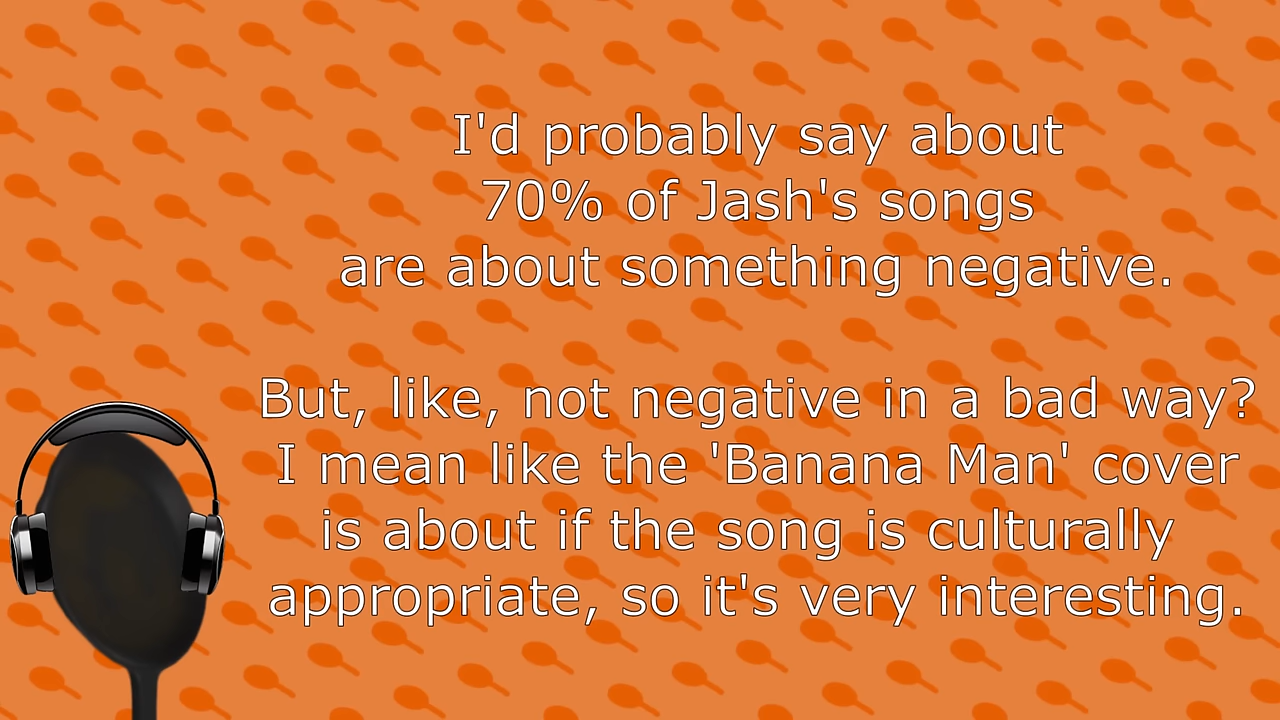 I'd probably say about
70% of Jash's songs
are about something negative.
But, like, not negative in a bad way?
I mean like the 'Banana Man' cover
is about if the song is culturally
appropriate, so it's very interesting.